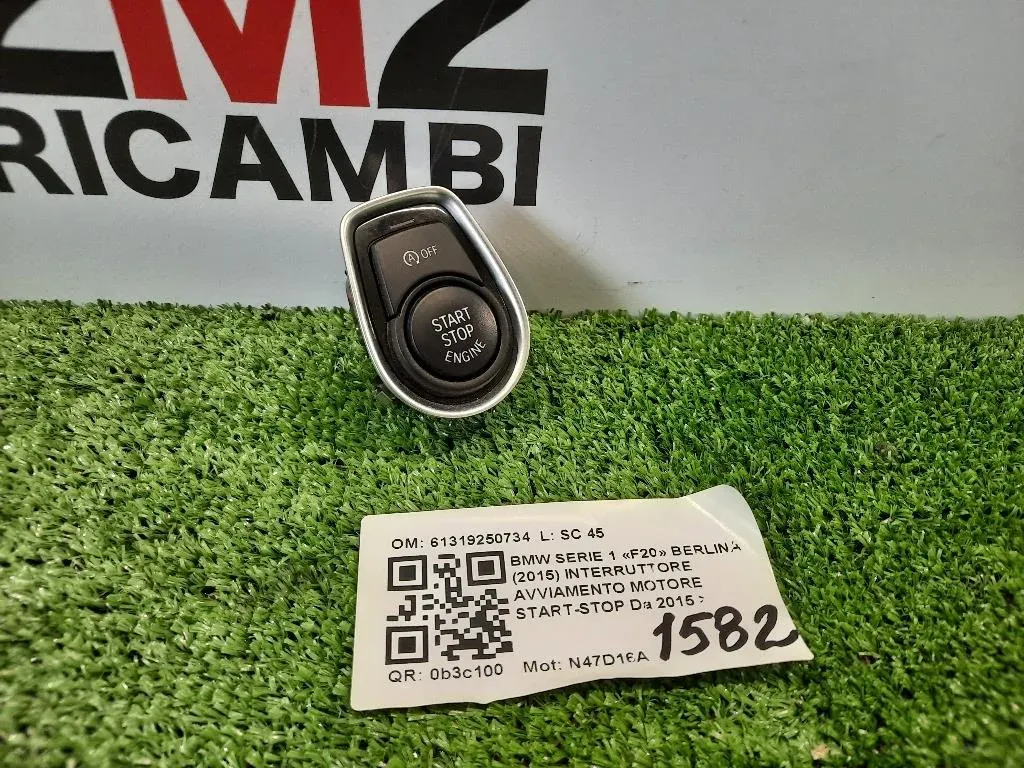 2M2
RICAMBI
(A) OFF
START
STOP
ENGINE
OM: 61319250734 L: SC 45
BMW SERIE 1 «F20» BERLINA
(2015) INTERRUTTORE
AVVIAMENTO MOTORE
START-STOP Da 2015 >
1582
QR: 0b3c100 Mot: N47D16A